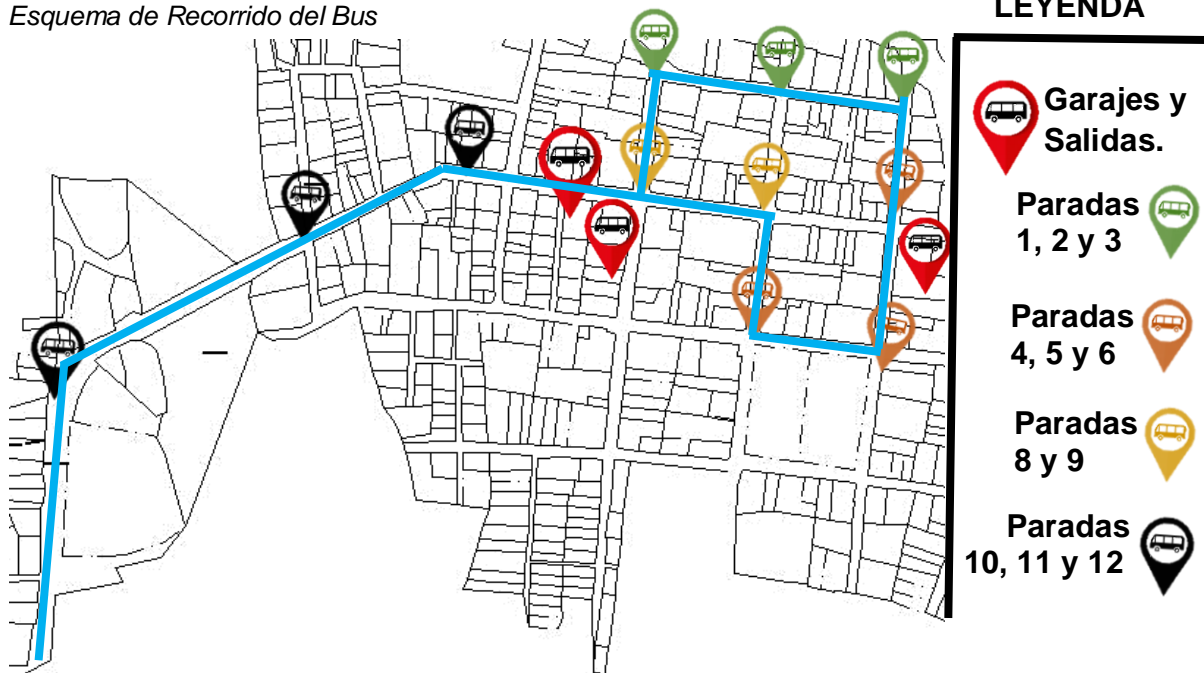 Esquema de Recorrido del Bus
LEYENDA
Garajes y
Salidas.
Paradas
1, 2 y 3
Paradas
4, 5 y 6
Paradas
8 y 9
Paradas
10, 11 y 12